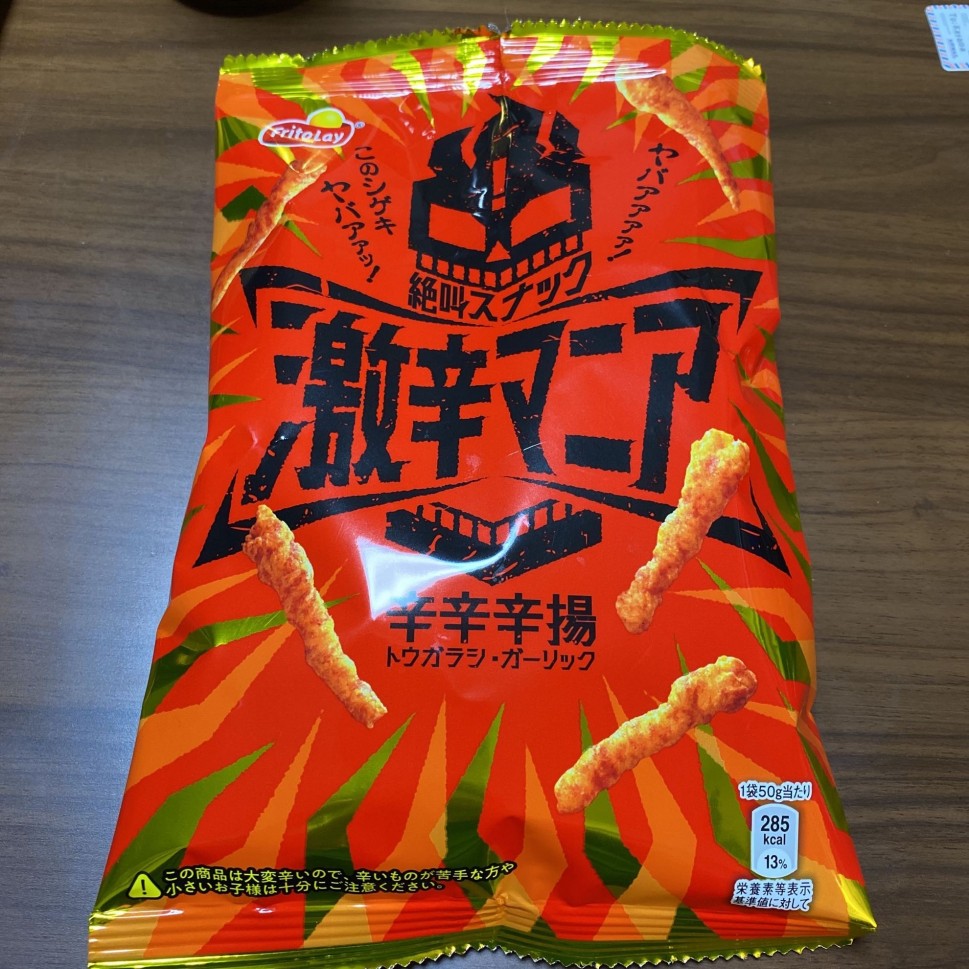 FritoLay
このシゲキ
ヤバアァッ!
ヤバアァァァ!
絶叫スナック
激辛マニア
辛辛辛揚
トウガラシ・ガーリック
1袋50g当たり
285
kcal
13%
栄養素等表示
基準値に対して
この商品は大変辛いので、辛いものが苦手な方や
小さいお子様は十分にご注意ください。